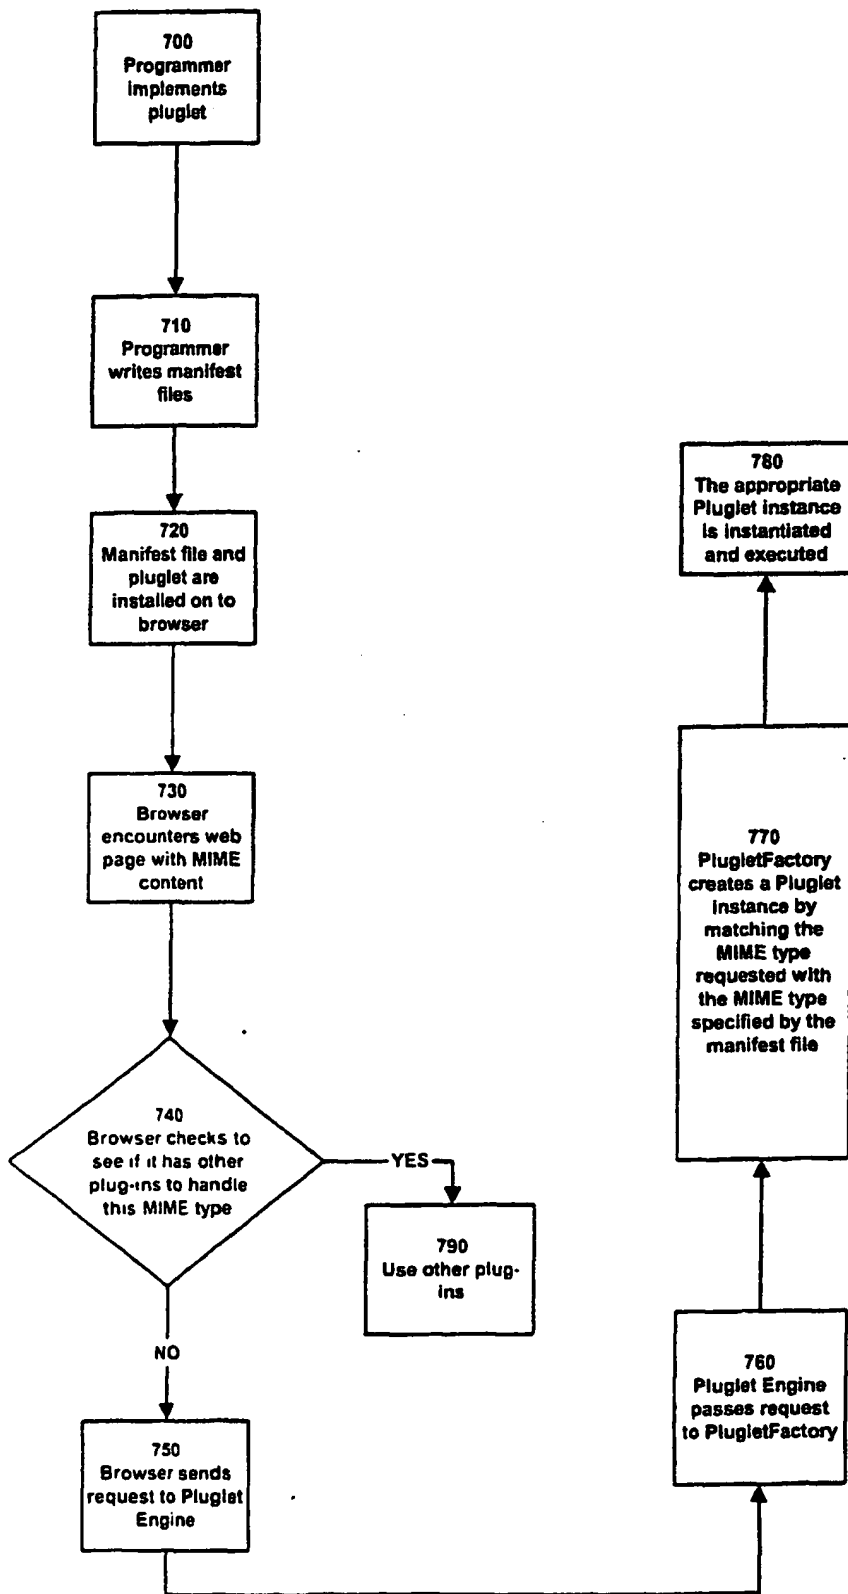 700
Programmer
implements
pluglet
710
Programmer
writes manifest
files
720
Manifest file and
pluglet are
installed on to
browser
730
Browser
encounters web
page with MIME
content
740
Browser checks to
see if it has other
plug-ins to handle
this MIME type
YES
790
Use other plug-
ins
NO
750
Browser sends
request to Pluglet
Engine
760
Pluglet Engine
passes request
to PlugletFactory
770
PlugletFactory
creates a Pluglet
instance by
matching the
MIME type
requested with
the MIME type
specified by the
manifest file
780
The appropriate
Pluglet instance
is instantiated
and executed